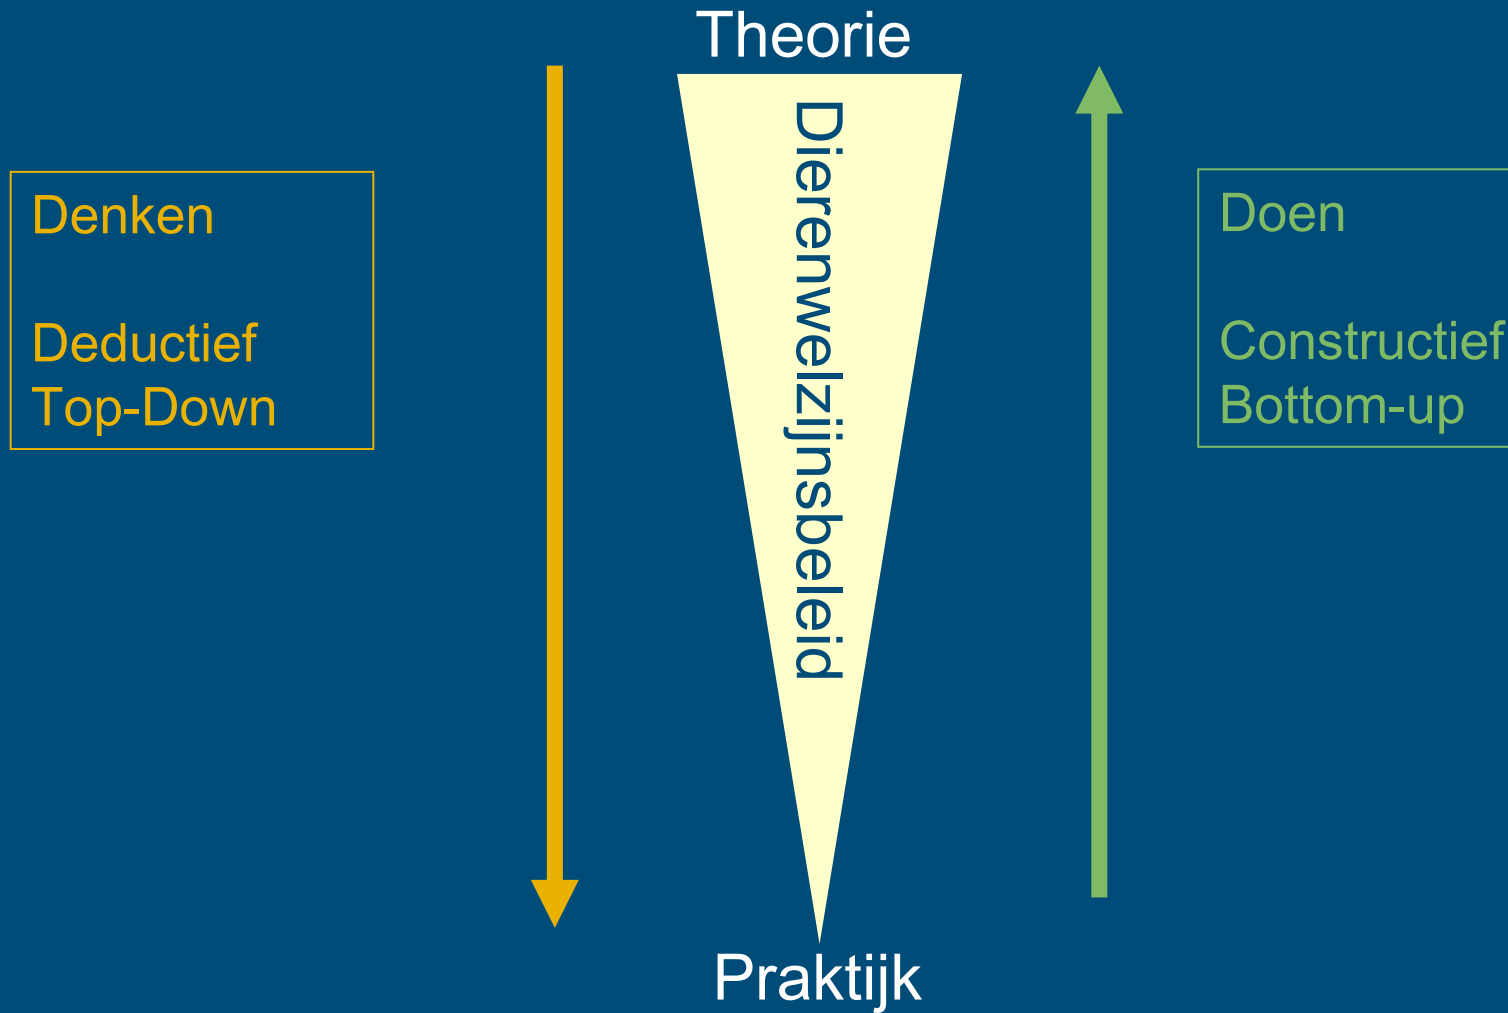 Theorie
Denken
Deductief
Top-Down
Dierenwelzijnsbeleid
Doen
Constructief
Bottom-up
Praktijk